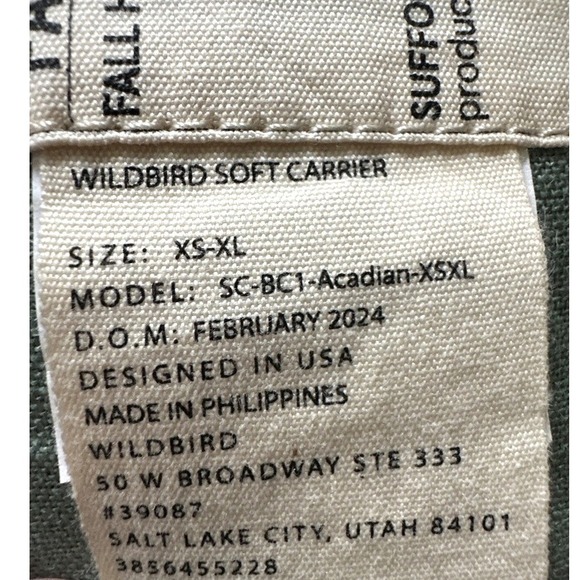 FALL H
SUFFO
produc
WILDBIRD SOFT CARRIER
SIZE: XS-XL
MODEL: SC-BC1-Acadian-XSXL
D.O.M: FEBRUARY 2024
DESIGNED IN USA
MADE IN PHILIPPINES
WILDBIRD
50 W BROADWAY STE 333
#39087
SALT LAKE CITY, UTAH 84101
3856455228